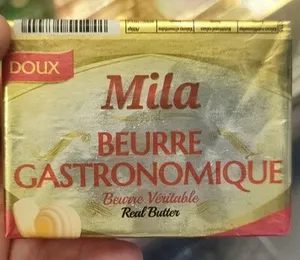 DOUX
Mila
BEURRE
GASTRONOMIQUE
Beurre Véritable
Real Butter